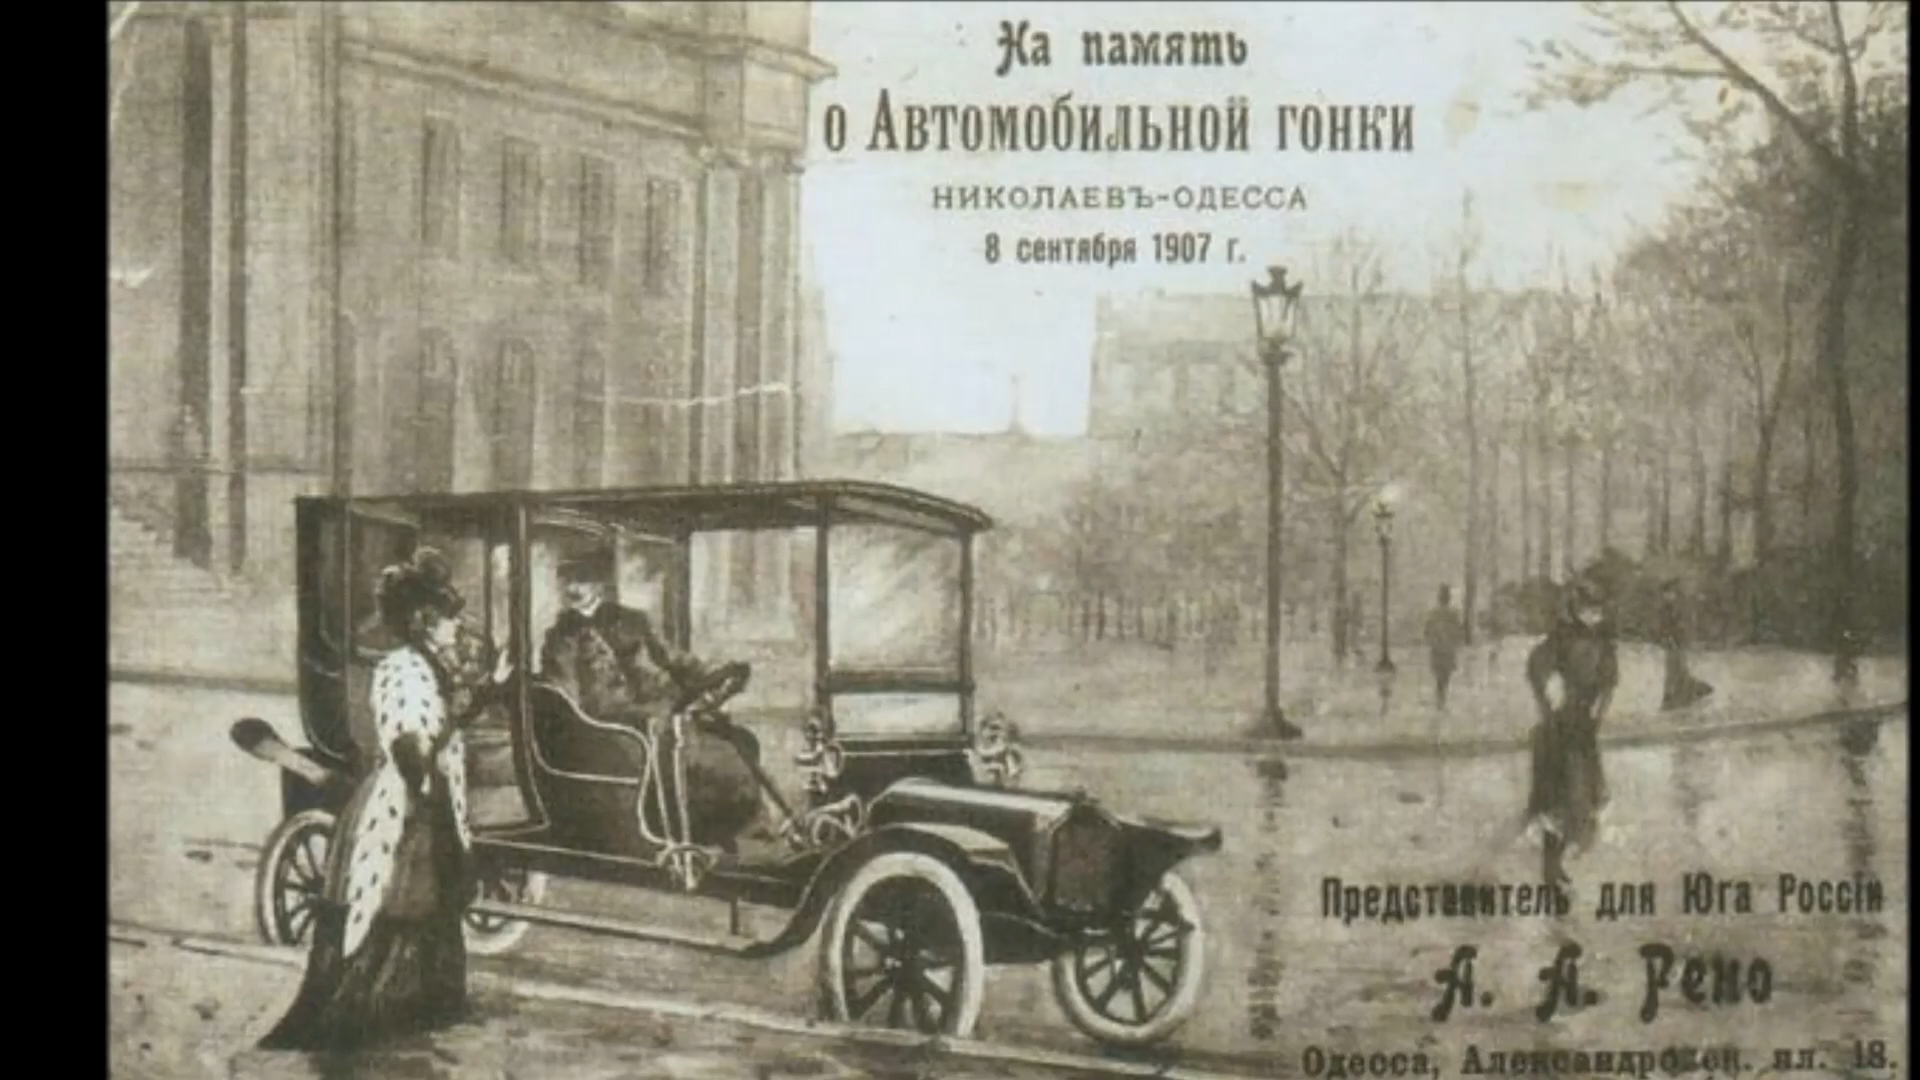 На память
о Автомобильной гонки
НИКОЛАЕВЪ-ОДЕССА
8 сентября 1907 г.
Представитель для Юга Россіи
А. А. Рено
Одесса, Александровск. пл. 18.